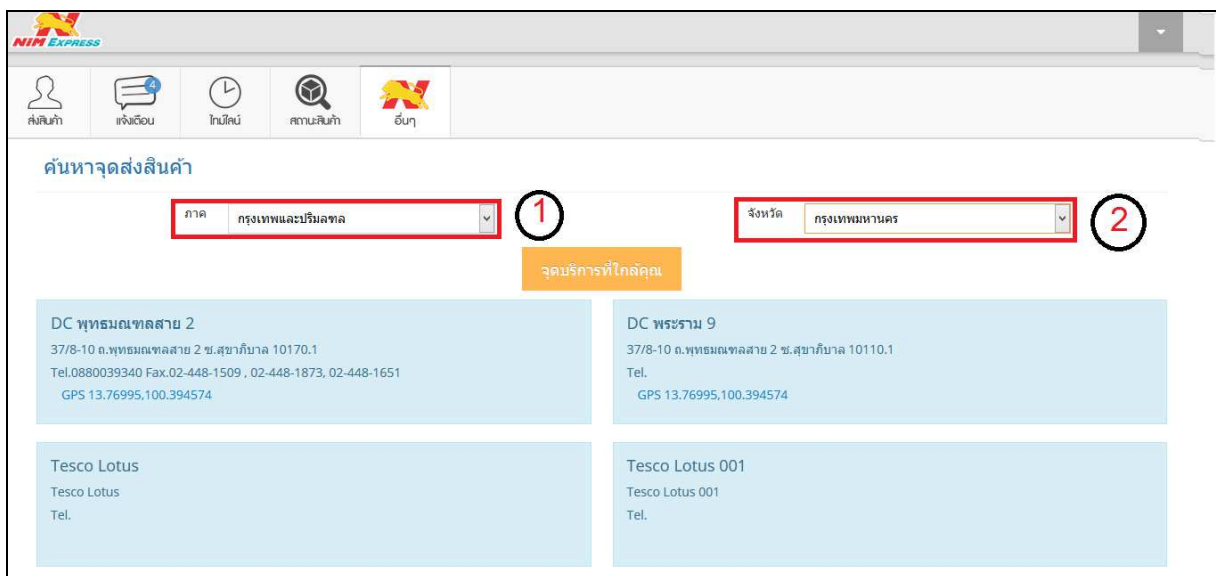 NIM EXPRESS
ส่งสินค้า
4
แจ้งเตือน
ไทม์ไลน์
สถานะสินค้า
อื่นๆ
ค้นหาจุดส่งสินค้า
ภาค
กรุงเทพและปริมลฑล
1
จังหวัด
กรุงเทพมหานคร
2
จุดบริการที่ใกล้คุณ
DC พุทธมณฑลสาย 2
37/8-10 ถ.พุทธมณฑลสาย 2 ซ.สุขาภิบาล 10170.1
Tel.0880039340 Fax.02-448-1509 , 02-448-1873, 02-448-1651
GPS 13.76995,100.394574
DC พระราม 9
37/8-10 ถ.พุทธมณฑลสาย 2 ซ.สุขาภิบาล 10110.1
Tel.
GPS 13.76995,100.394574
Tesco Lotus
Tesco Lotus
Tel.
Tesco Lotus 001
Tesco Lotus 001
Tel.